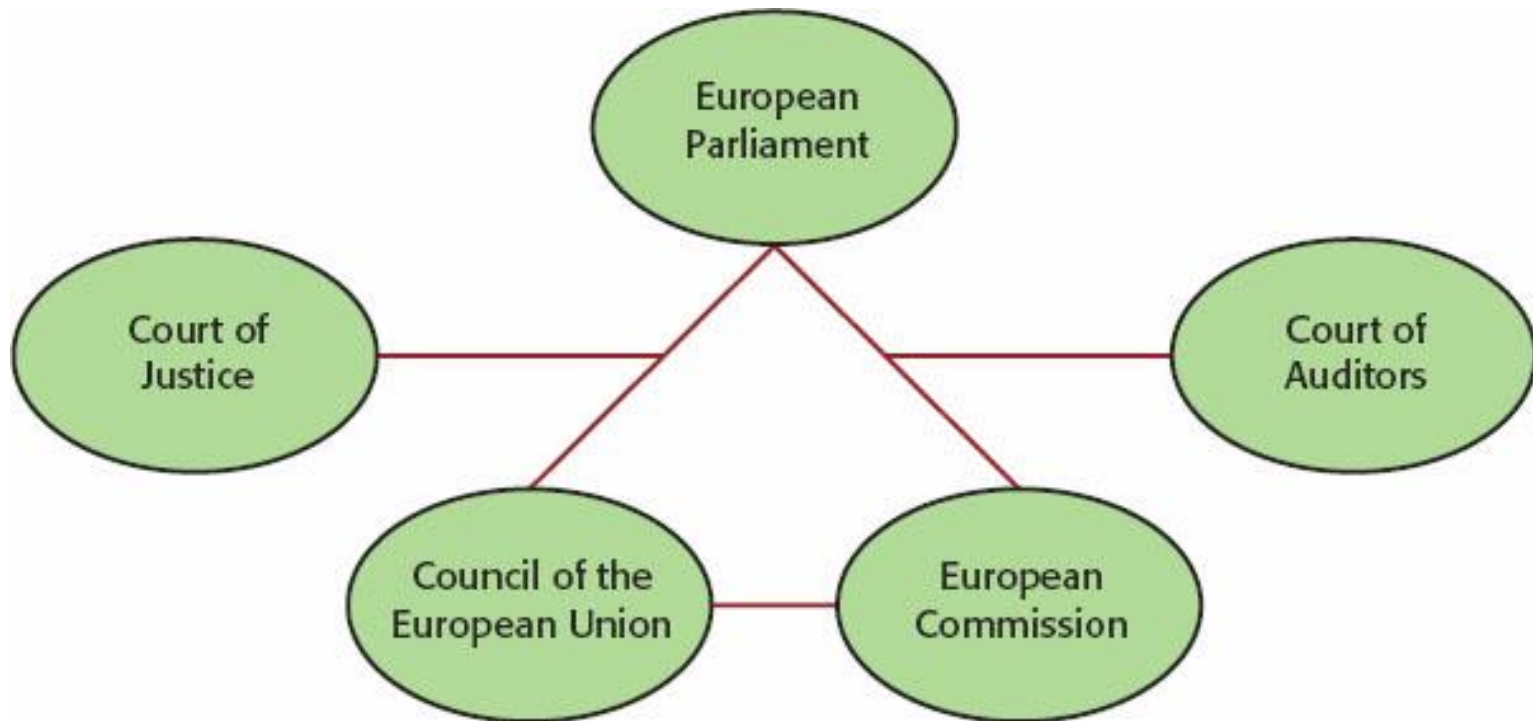 European
Parliament
Court of
Justice
Court of
Auditors
Council of the
European Union
European
Commission